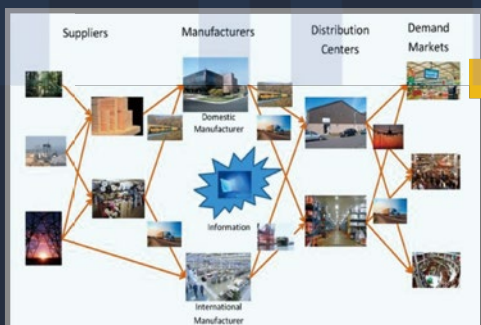 Suppliers
Manufacturers
Distribution
Centers
Demand
Markets
Domestic
Manufacturer
Information
International
Manufacturer